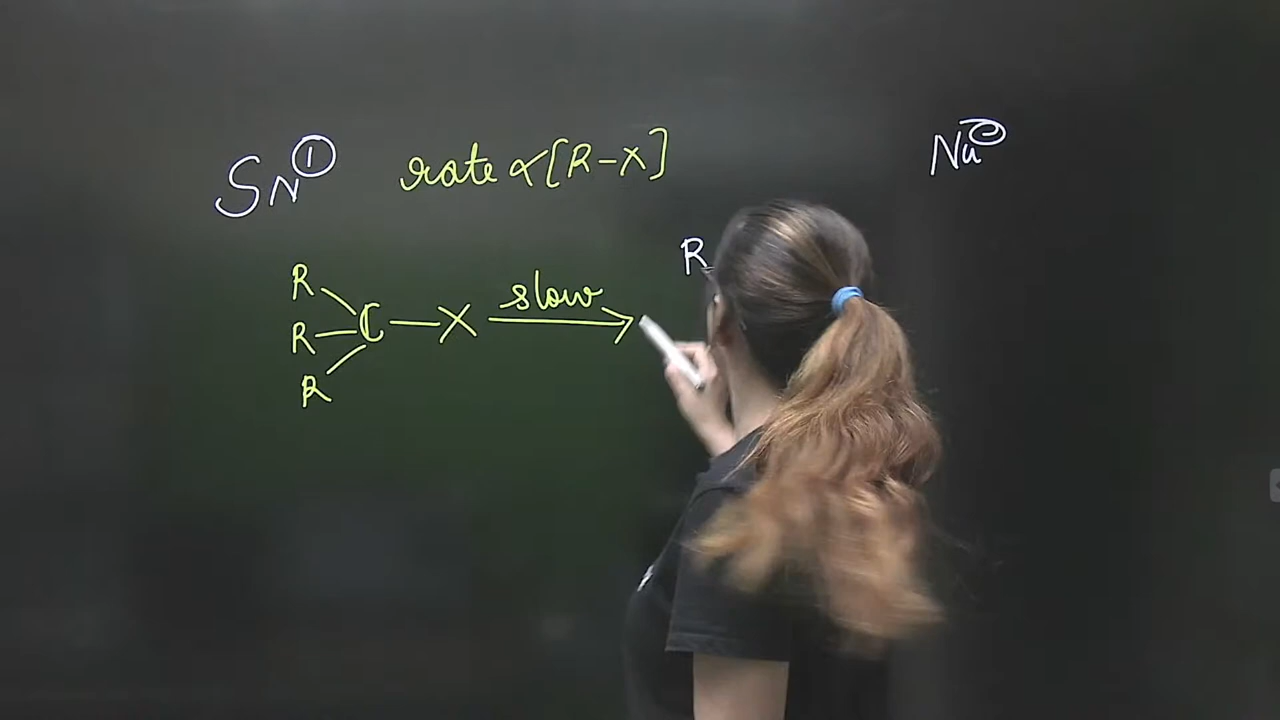 SN① rate ∝ [R-X]
Nu⊖
R
R
R
C — X
slow
R